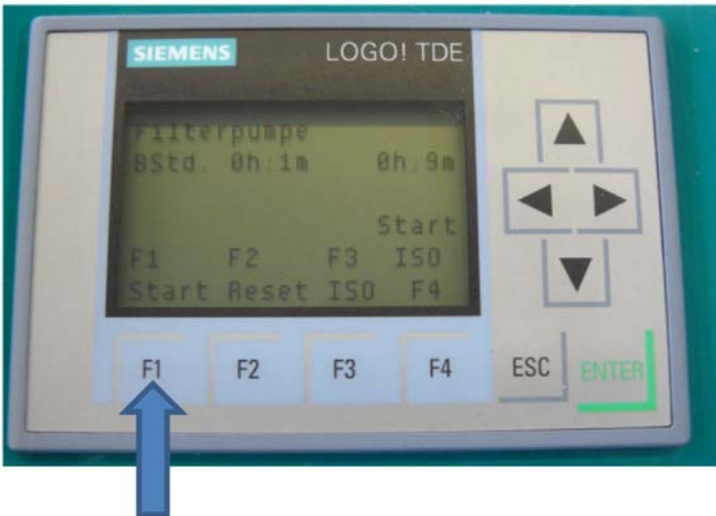 SIEMENS LOGO! TDE
Filterpumpe
BStd. 0h:1m 0h:9m
Start
F1 F2 F3 ISO
Start Reset ISO F4
F1 F2 F3 F4 ESC ENTER